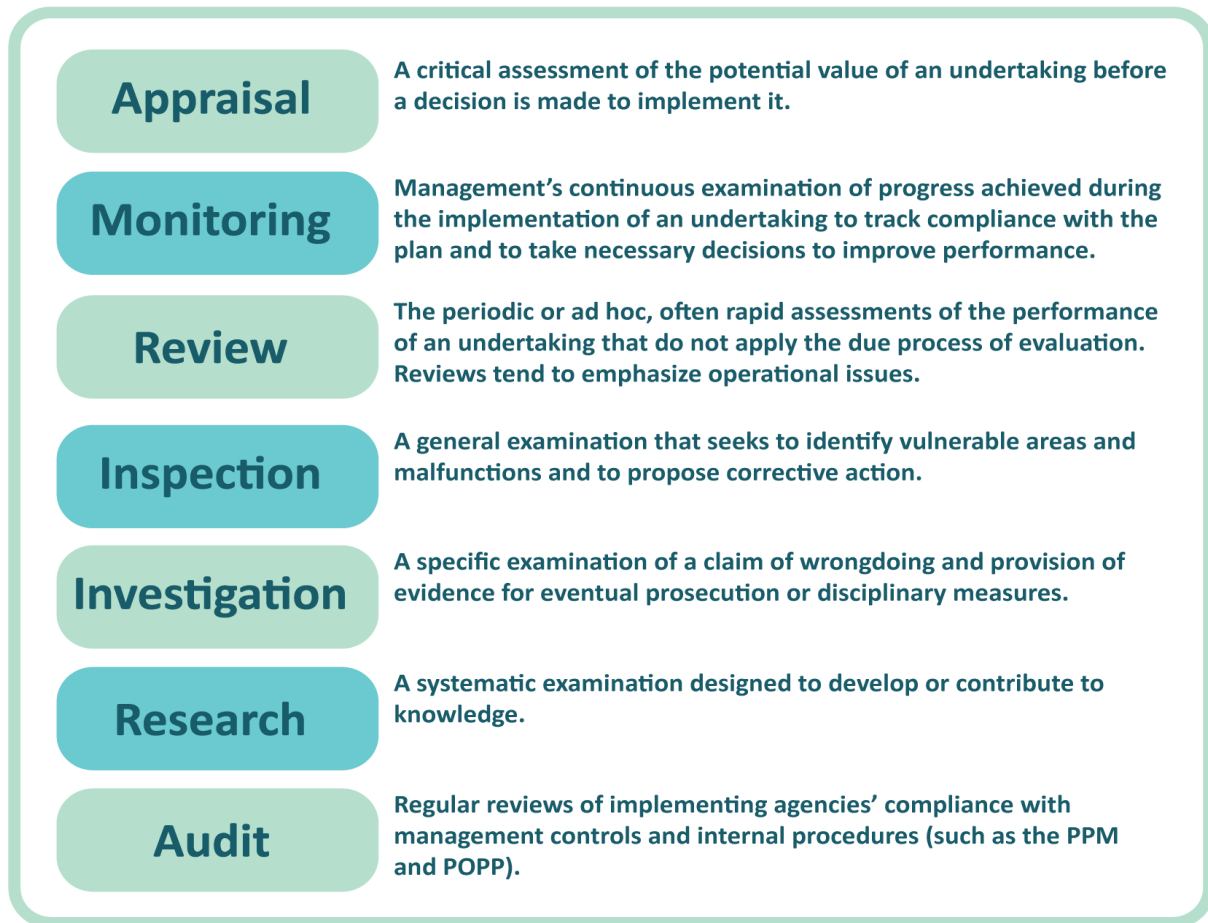 Appraisal
A critical assessment of the potential value of an undertaking before
a decision is made to implement it.
Monitoring
Management’s continuous examination of progress achieved during
the implementation of an undertaking to track compliance with the
plan and to take necessary decisions to improve performance.
Review
The periodic or ad hoc, often rapid assessments of the performance
of an undertaking that do not apply the due process of evaluation.
Reviews tend to emphasize operational issues.
Inspection
A general examination that seeks to identify vulnerable areas and
malfunctions and to propose corrective action.
Investigation
A specific examination of a claim of wrongdoing and provision of
evidence for eventual prosecution or disciplinary measures.
Research
A systematic examination designed to develop or contribute to
knowledge.
Audit
Regular reviews of implementing agencies’ compliance with
management controls and internal procedures (such as the PPM
and POPP).